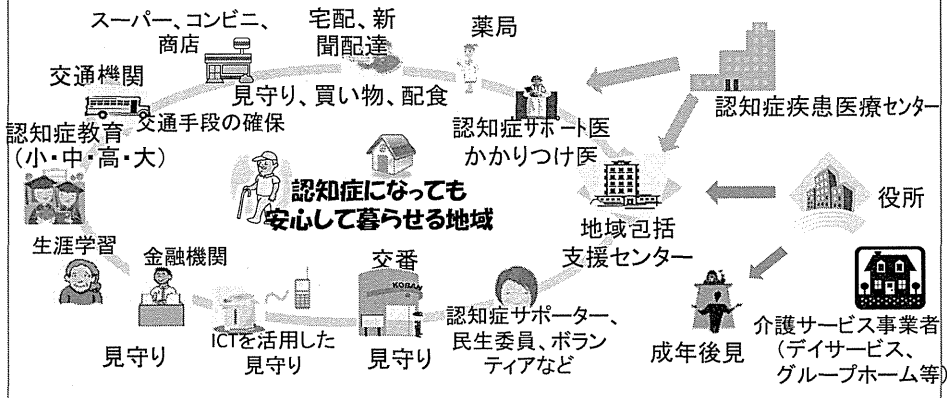 スーパー、コンビニ、
商店
宅配、新
聞配達
薬局
交通機関
見守り、買い物、配食
交通手段の確保
認知症教育
（小・中・高・大）
認知症サポート医
かかりつけ医
認知症疾患医療センター
認知症になっても
安心して暮らせる地域
地域包括
支援センター
役所
生涯学習
金融機関
見守り
ICTを活用した
見守り
交番
KOBAN
見守り
認知症サポーター、
民生委員、ボラン
ティアなど
成年後見
介護サービス事業者
（デイサービス、
グループホーム等）